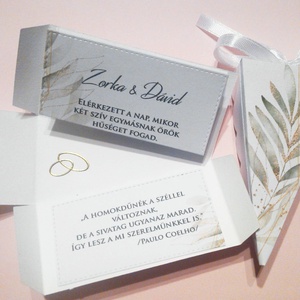 Zorka & Dávid
Elérkezett a nap, mikor
két szív egymásnak örök
hűséget fogad.
„A homokdűnék a széllel
változnak,
de a sivatag ugyanaz marad.
Így lesz a mi szerelmünkkel is.”
/Paulo Coelho/